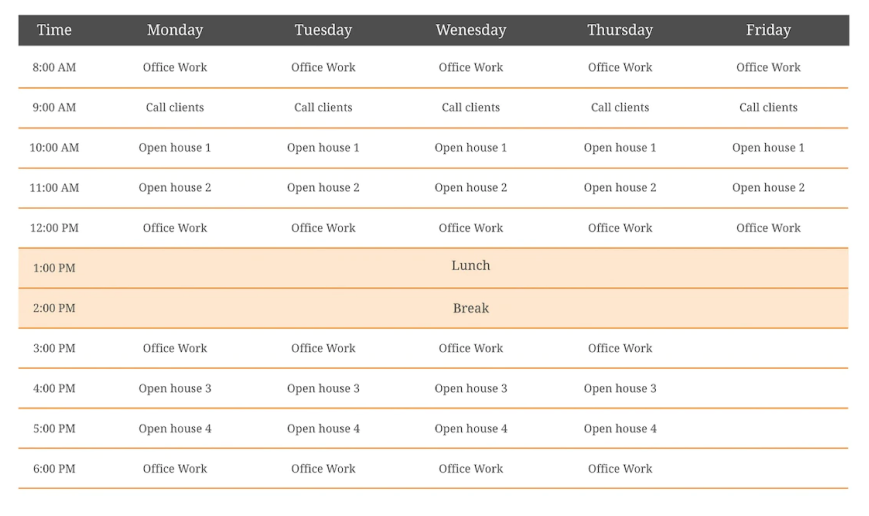 Time Monday Tuesday Wenesday Thursday Friday
8:00 AM Office Work Office Work Office Work Office Work Office Work
9:00 AM Call clients Call clients Call clients Call clients Call clients
10:00 AM Open house 1 Open house 1 Open house 1 Open house 1 Open house 1
11:00 AM Open house 2 Open house 2 Open house 2 Open house 2 Open house 2
12:00 PM Office Work Office Work Office Work Office Work Office Work
1:00 PM Lunch
2:00 PM Break
3:00 PM Office Work Office Work Office Work Office Work
4:00 PM Open house 3 Open house 3 Open house 3 Open house 3
5:00 PM Open house 4 Open house 4 Open house 4 Open house 4
6:00 PM Office Work Office Work Office Work Office Work